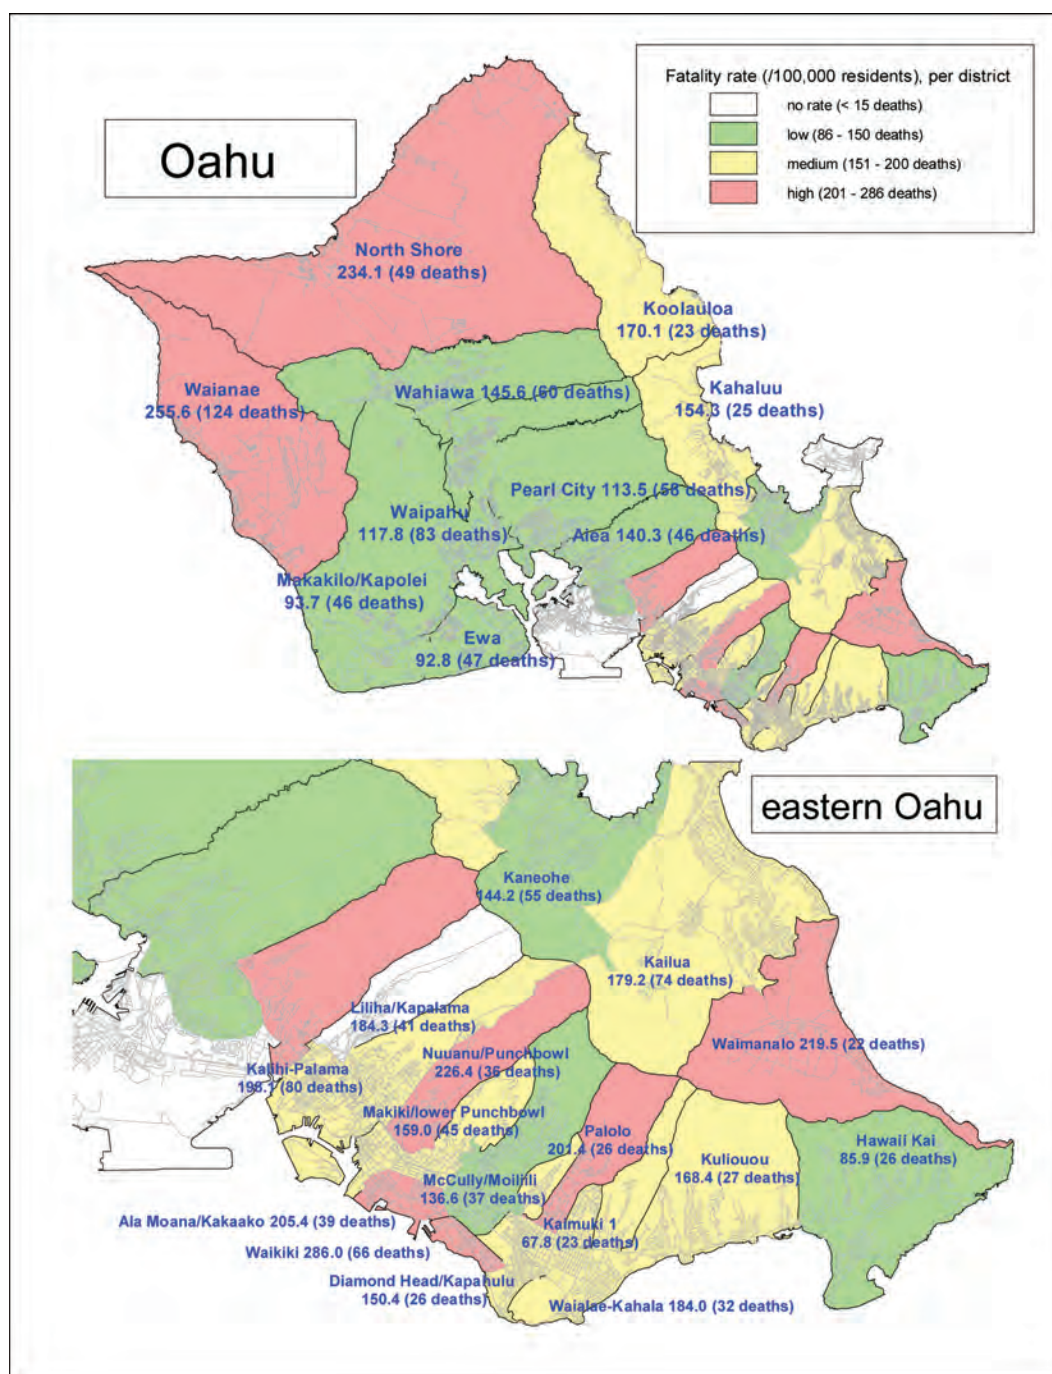 Fatality rate (/100,000 residents), per district
no rate (< 15 deaths)
low (86 - 150 deaths)
medium (151 - 200 deaths)
high (201 - 286 deaths)
Oahu
North Shore
234.1 (49 deaths)
Koolauloa
170.1 (23 deaths)
Waianae
255.6 (124 deaths)
Wahiawa 145.6 (60 deaths)
Kahaluu
154.3 (25 deaths)
Pearl City 113.5 (58 deaths)
Waipahu
117.8 (83 deaths)
Aiea 140.3 (46 deaths)
Makakilo/Kapolei
93.7 (46 deaths)
Ewa
92.8 (47 deaths)
eastern Oahu
Kaneohe
144.2 (55 deaths)
Kailua
179.2 (74 deaths)
Liliha/Kapalama
184.3 (41 deaths)
Waimanalo 219.5 (22 deaths)
Nuuanu/Punchbowl
226.4 (36 deaths)
Kalihi-Palama
198.1 (80 deaths)
Makiki/lower Punchbowl
159.0 (45 deaths)
Palolo
201.4 (26 deaths)
Hawaii Kai
85.9 (26 deaths)
Kuliouou
168.4 (27 deaths)
McCully/Moiliili
136.6 (37 deaths)
Ala Moana/Kakaako 205.4 (39 deaths)
Kaimuki 1
67.8 (23 deaths)
Waikiki 286.0 (66 deaths)
Diamond Head/Kapahulu
150.4 (26 deaths)
Waialae-Kahala 184.0 (32 deaths)